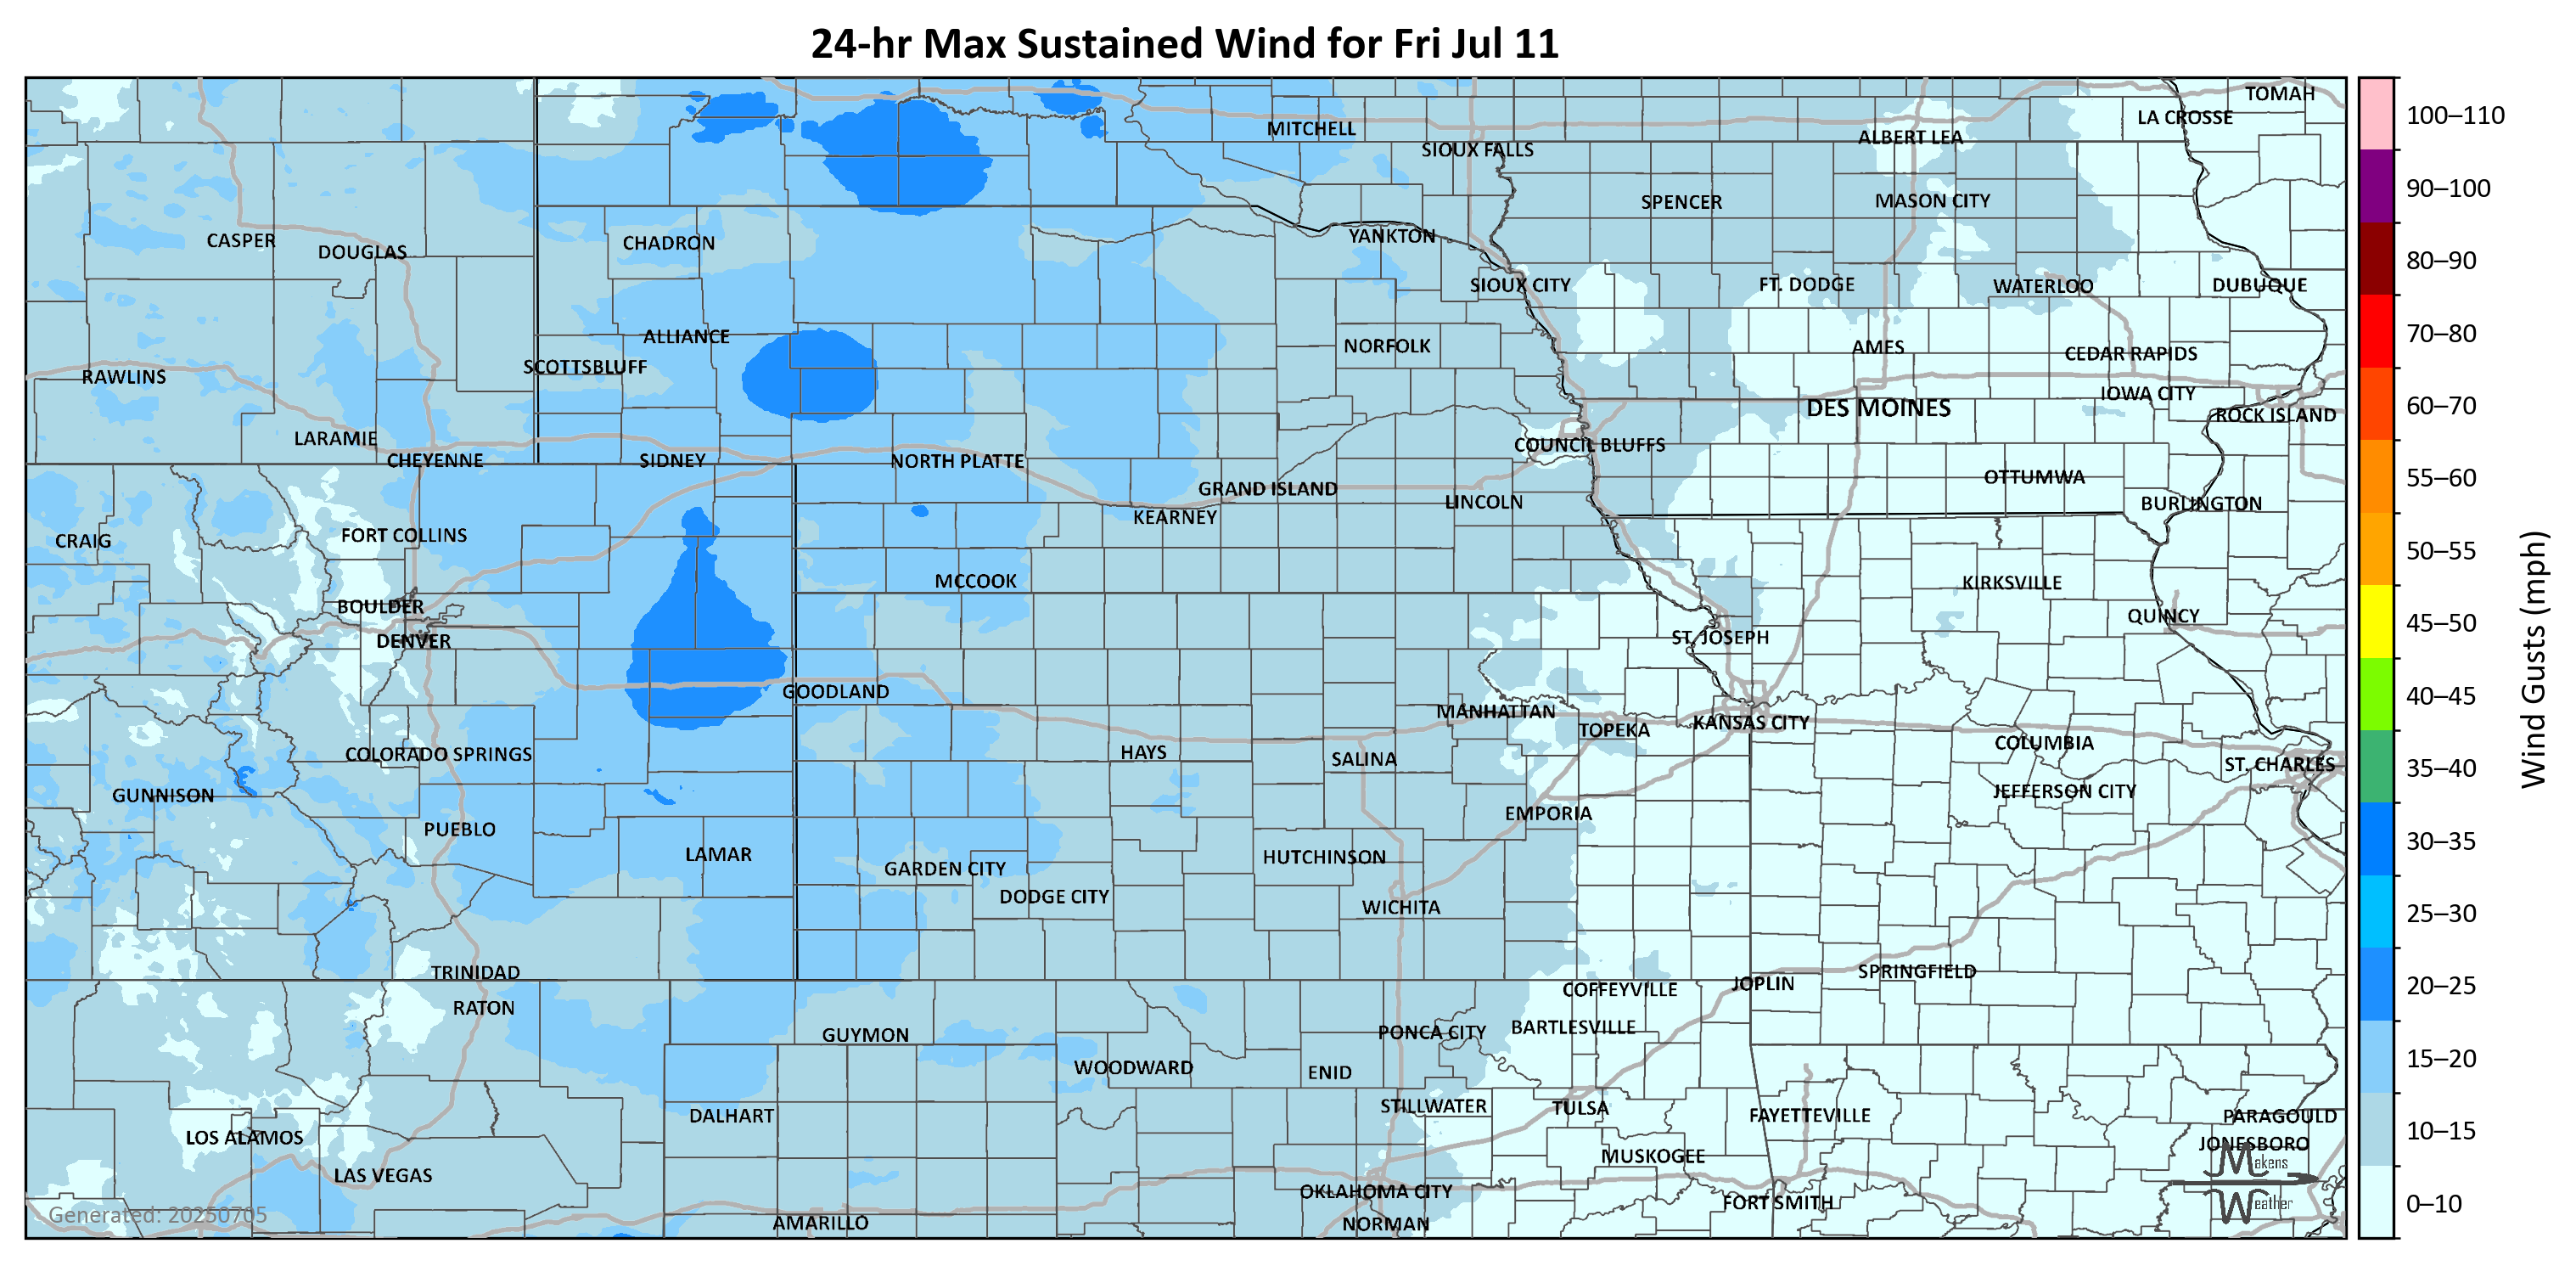 24-hr Max Sustained Wind for Fri Jul 11
TOMAH
LA CROSSE
MITCHELL
ALBERT LEA
SIOUX FALLS
SPENCER
MASON CITY
CASPER
DOUGLAS
CHADRON
YANKTON
SIOUX CITY
FT. DODGE
WATERLOO
DUBUQUE
ALLIANCE
SCOTTSBLUFF
NORFOLK
AMES
CEDAR RAPIDS
RAWLINS
IOWA CITY
DES MOINES
ROCK ISLAND
LARAMIE
COUNCIL BLUFFS
CHEYENNE
SIDNEY
NORTH PLATTE
OTTUMWA
GRAND ISLAND
LINCOLN
BURLINGTON
KEARNEY
CRAIG
FORT COLLINS
MCCOOK
KIRKSVILLE
BOULDER
QUINCY
DENVER
ST. JOSEPH
GOODLAND
MANHATTAN
TOPEKA
KANSAS CITY
COLORADO SPRINGS
HAYS
SALINA
COLUMBIA
ST. CHARLES
GUNNISON
JEFFERSON CITY
EMPORIA
PUEBLO
LAMAR
HUTCHINSON
GARDEN CITY
DODGE CITY
WICHITA
TRINIDAD
SPRINGFIELD
JOPLIN
COFFEYVILLE
RATON
GUYMON
PONCA CITY
BARTLESVILLE
WOODWARD
ENID
DALHART
STILLWATER
TULSA
FAYETTEVILLE
PARAGOULD
LOS ALAMOS
JONESBORO
MUSKOGEE
LAS VEGAS
Makens
Weather
OKLAHOMA CITY
FORT SMITH
AMARILLO
NORMAN
Generated: 20250705
100–110
90–100
80–90
70–80
60–70
55–60
50–55
45–50
40–45
35–40
30–35
25–30
20–25
15–20
10–15
0–10
Wind Gusts (mph)